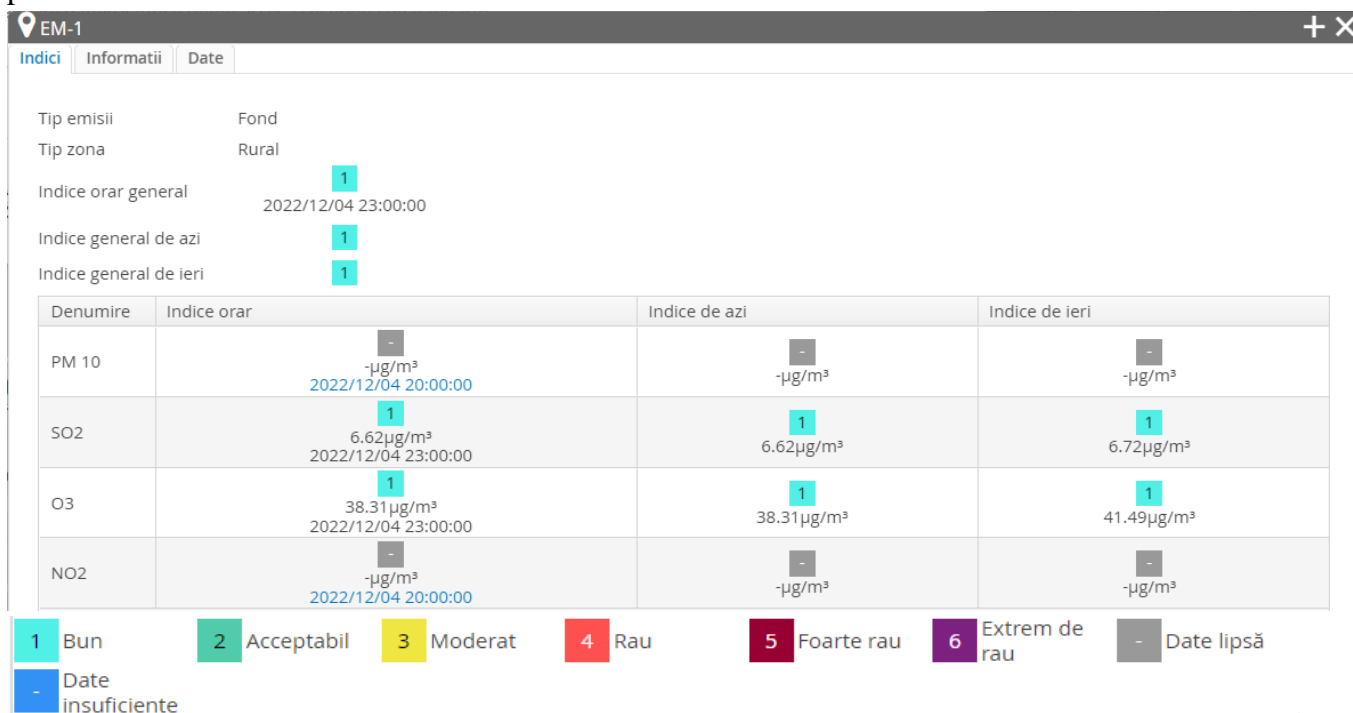 EM-1
Indici Informatii Date
Tip emisii Fond
Tip zona Rural
Indice orar general 1
2022/12/04 23:00:00
Indice general de azi 1
Indice general de ieri 1
Denumire Indice orar Indice de azi Indice de ieri
PM 10 - - -
-µg/m³ -µg/m³ -µg/m³
2022/12/04 20:00:00
SO2 1 1 1
6.62µg/m³ 6.62µg/m³ 6.72µg/m³
2022/12/04 23:00:00
O3 1 1 1
38.31µg/m³ 38.31µg/m³ 41.49µg/m³
2022/12/04 23:00:00
NO2 - - -
-µg/m³ -µg/m³ -µg/m³
2022/12/04 20:00:00
1 Bun 2 Acceptabil 3 Moderat 4 Rau 5 Foarte rau 6 Extrem de rau - Date lipsă
- Date insuficiente